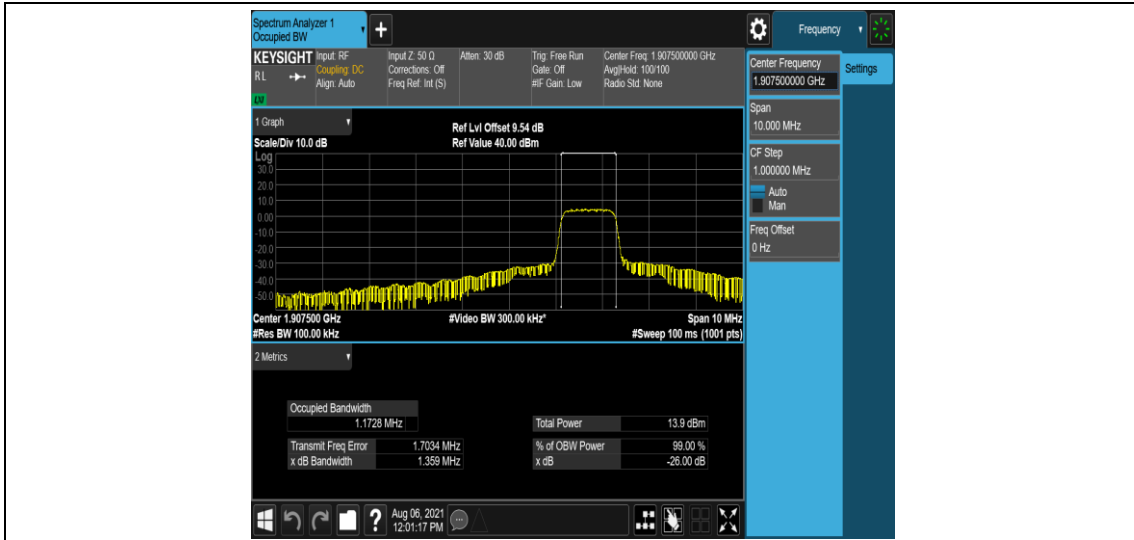 Spectrum Analyzer 1
Occupied BW
+
Frequency
KEYSIGHT
RL
LXI
Input: RF
Coupling: DC
Align: Auto
Input Z: 50 Ω
Corrections: Off
Freq Ref: Int (S)
Atten: 30 dB
Trig: Free Run
Gate: Off
#IF Gain: Low
Center Freq: 1.907500000 GHz
Avg|Hold: 100/100
Radio Std: None
Center Frequency
1.907500000 GHz
Settings
Span
10.000 MHz
CF Step
1.000000 MHz
Auto
Man
Freq Offset
0 Hz
1 Graph
Ref Lvl Offset 9.54 dB
Scale/Div 10.0 dB
Ref Value 40.00 dBm
Log
30.0
20.0
10.0
0.00
-10.0
-20.0
-30.0
-40.0
-50.0
Center 1.907500 GHz
#Video BW 300.00 kHz*
Span 10 MHz
#Res BW 100.00 kHz
#Sweep 100 ms (1001 pts)
2 Metrics
Occupied Bandwidth
1.1728 MHz
Total Power 13.9 dBm
Transmit Freq Error 1.7034 MHz
% of OBW Power 99.00 %
x dB Bandwidth 1.359 MHz
x dB -26.00 dB
?
Aug 06, 2021
12:01:17 PM